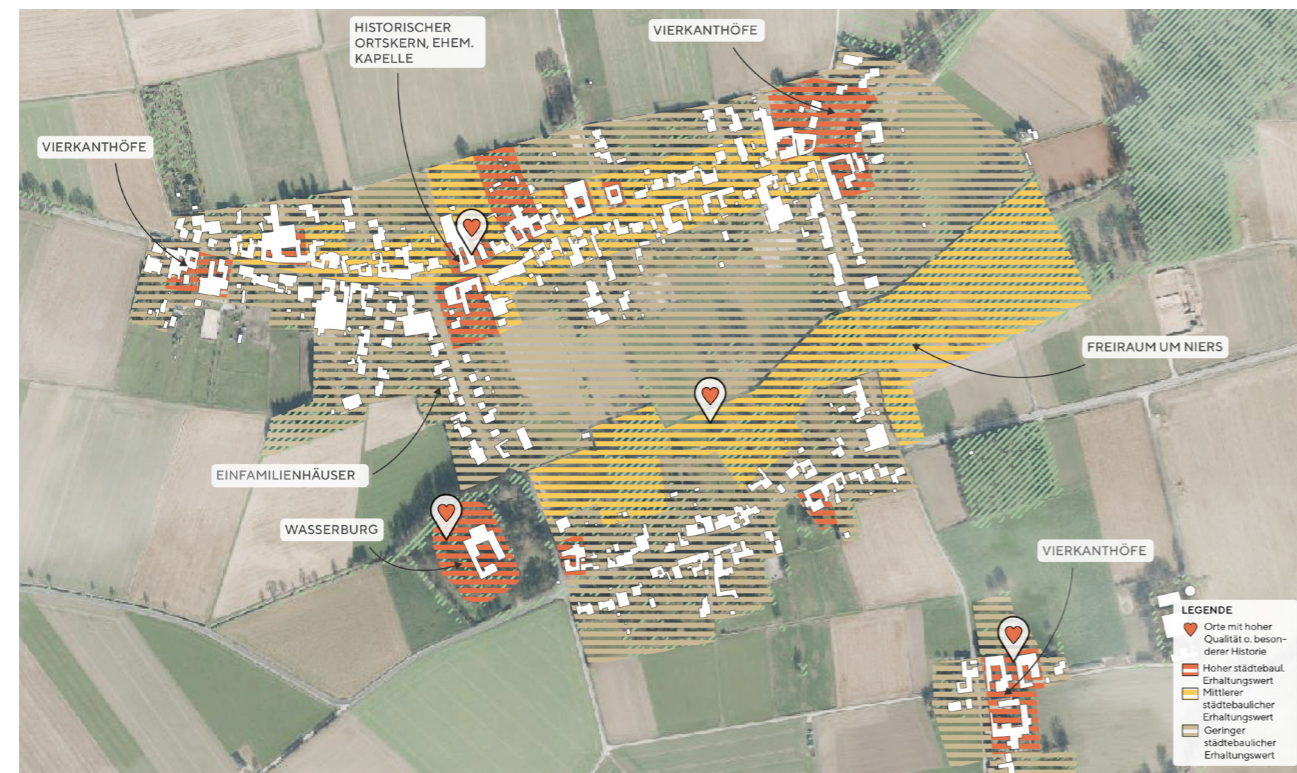 HISTORISCHER
ORTSKERN, EHEM.
KAPELLE
VIERKANTHÖFE
VIERKANTHÖFE
FREIRAUM UM NIERS
EINFAMILIENHÄUSER
WASSERBURG
VIERKANTHÖFE
LEGENDE
Orte mit hoher
Qualität o. beson-
derer Historie
Hoher städtebaul.
Erhaltungswert
Mittlerer
städtebaulicher
Erhaltungswert
Geringer
städtebaulicher
Erhaltungswert